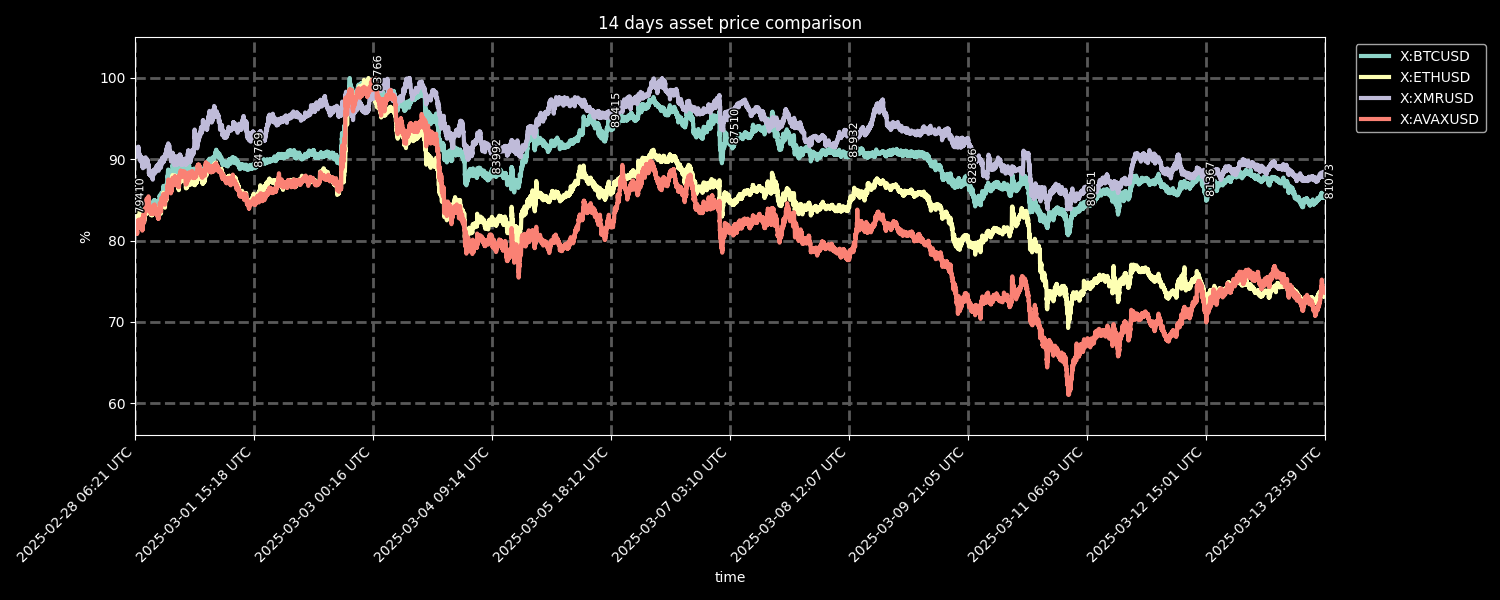 14 days asset price comparison
X:BTCUSD
X:ETHUSD
X:XMRUSD
X:AVAXUSD
%
100
90
80
70
60
79410
84769
93766
83992
89415
87510
85932
82896
80251
81367
81073
2025-02-28 06:21 UTC
2025-03-01 15:18 UTC
2025-03-03 00:16 UTC
2025-03-04 09:14 UTC
2025-03-05 18:12 UTC
2025-03-07 03:10 UTC
2025-03-08 12:07 UTC
2025-03-09 21:05 UTC
2025-03-11 06:03 UTC
2025-03-12 15:01 UTC
2025-03-13 23:59 UTC
time